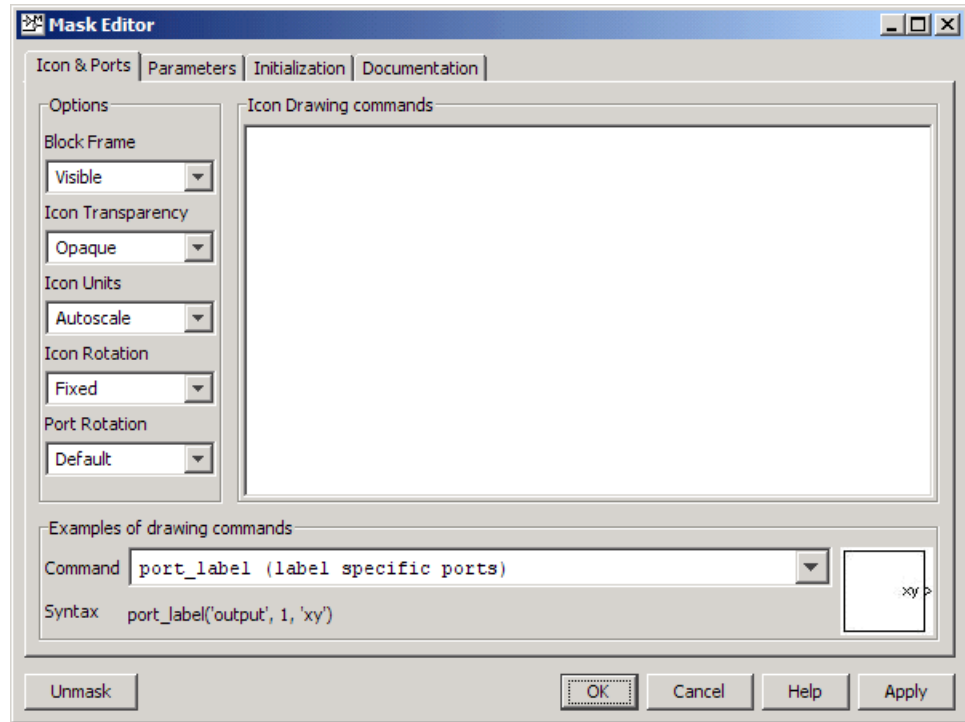 Mask Editor
Icon & Ports Parameters Initialization Documentation
Options
Block Frame
Visible
Icon Transparency
Opaque
Icon Units
Autoscale
Icon Rotation
Fixed
Port Rotation
Default
Icon Drawing commands
Examples of drawing commands
Command port_label (label specific ports)
Syntax port_label('output', 1, 'xy')
xy
Unmask OK Cancel Help Apply